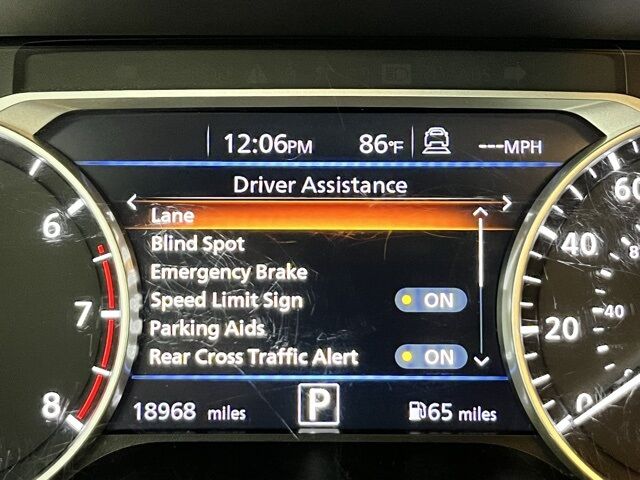 12:06PM 86°F ---MPH
Driver Assistance
Lane
Blind Spot
Emergency Brake
Speed Limit Sign ON
Parking Aids
Rear Cross Traffic Alert ON
18968 miles P 65 miles
6
7
8
60
40
20
0
40